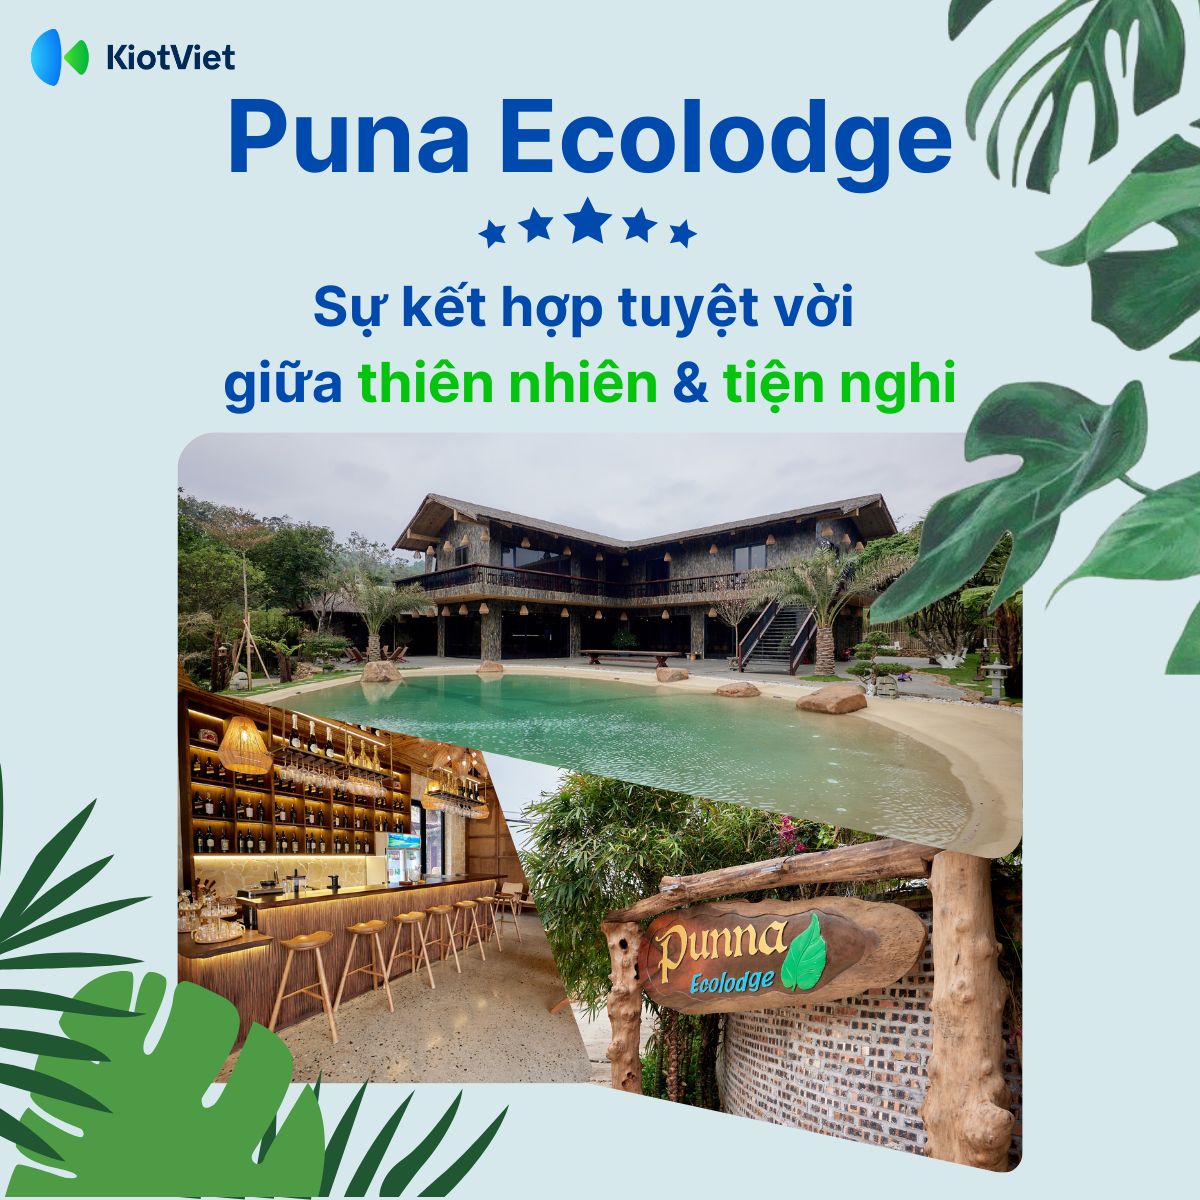 KiotViet
Puna Ecolodge
Sự kết hợp tuyệt vời
giữa thiên nhiên & tiện nghi
Punna
Ecolodge